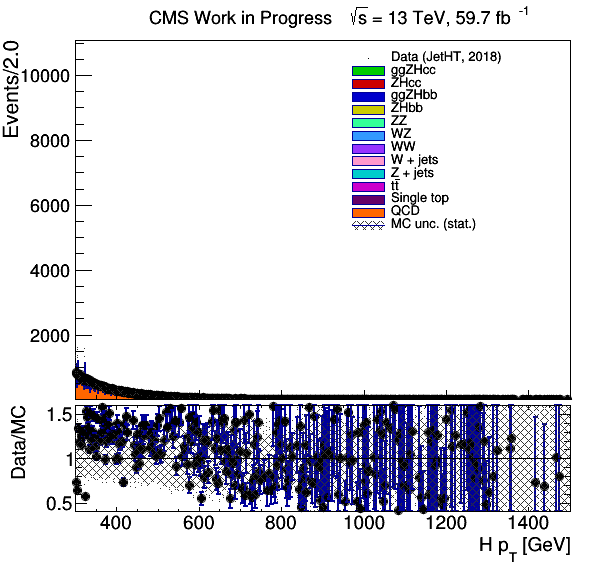 CMS Work in Progress √s = 13 TeV, 59.7 fb -1
Events/2.0
10000
8000
6000
4000
2000
Data (JetHT, 2018)
ggZHcc
ZHcc
ggZHbb
ZHbb
ZZ
WZ
WW
W + jets
Z + jets
tt̄
Single top
QCD
MC unc. (stat.)
Data/MC
1.5
1
0.5
400 600 800 1000 1200 1400
H pT [GeV]